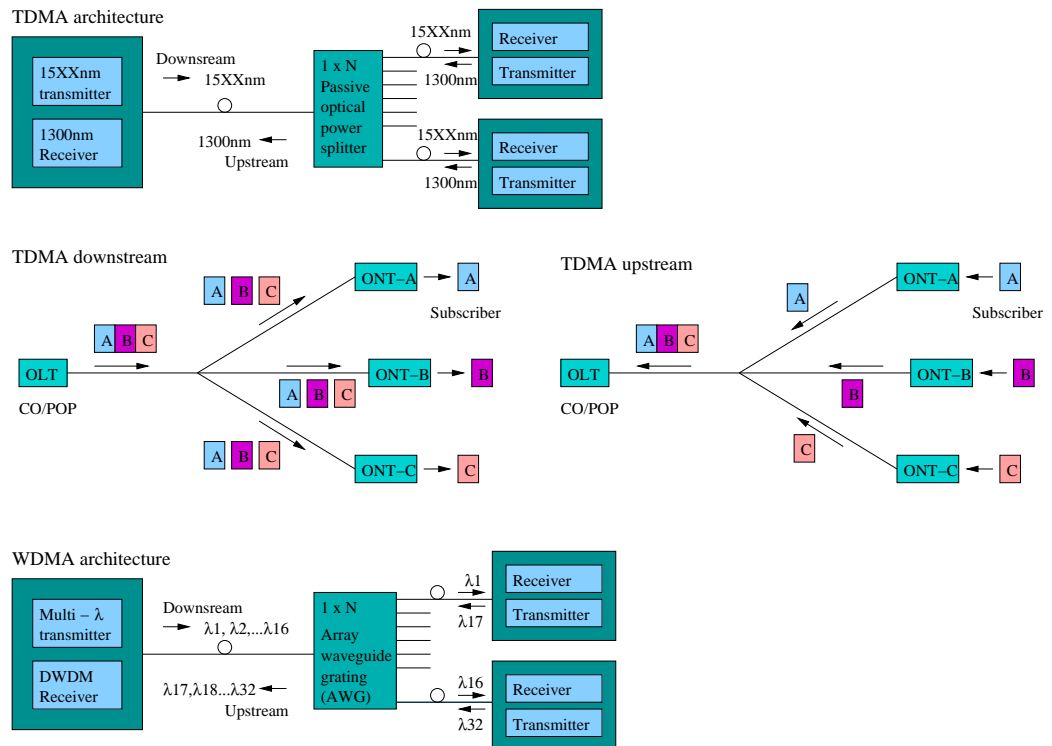 TDMA architecture
15XXnm
transmitter
1300nm
Receiver
Downsream
15XXnm
1300nm
Upstream
1 x N
Passive
optical
power
splitter
15XXnm
1300nm
Receiver
Transmitter
15XXnm
1300nm
Receiver
Transmitter
TDMA downstream
OLT
CO/POP
A B C
A B C
A B C
A B C
ONT-A
A
Subscriber
ONT-B
B
ONT-C
C
TDMA upstream
OLT
CO/POP
A B C
A
B
C
ONT-A
A
Subscriber
ONT-B
B
ONT-C
C
WDMA architecture
Multi – λ
transmitter
DWDM
Receiver
Downsream
λ1, λ2,...λ16
λ17,λ18...λ32
Upstream
1 x N
Array
waveguide
grating
(AWG)
λ1
λ17
Receiver
Transmitter
λ16
λ32
Receiver
Transmitter